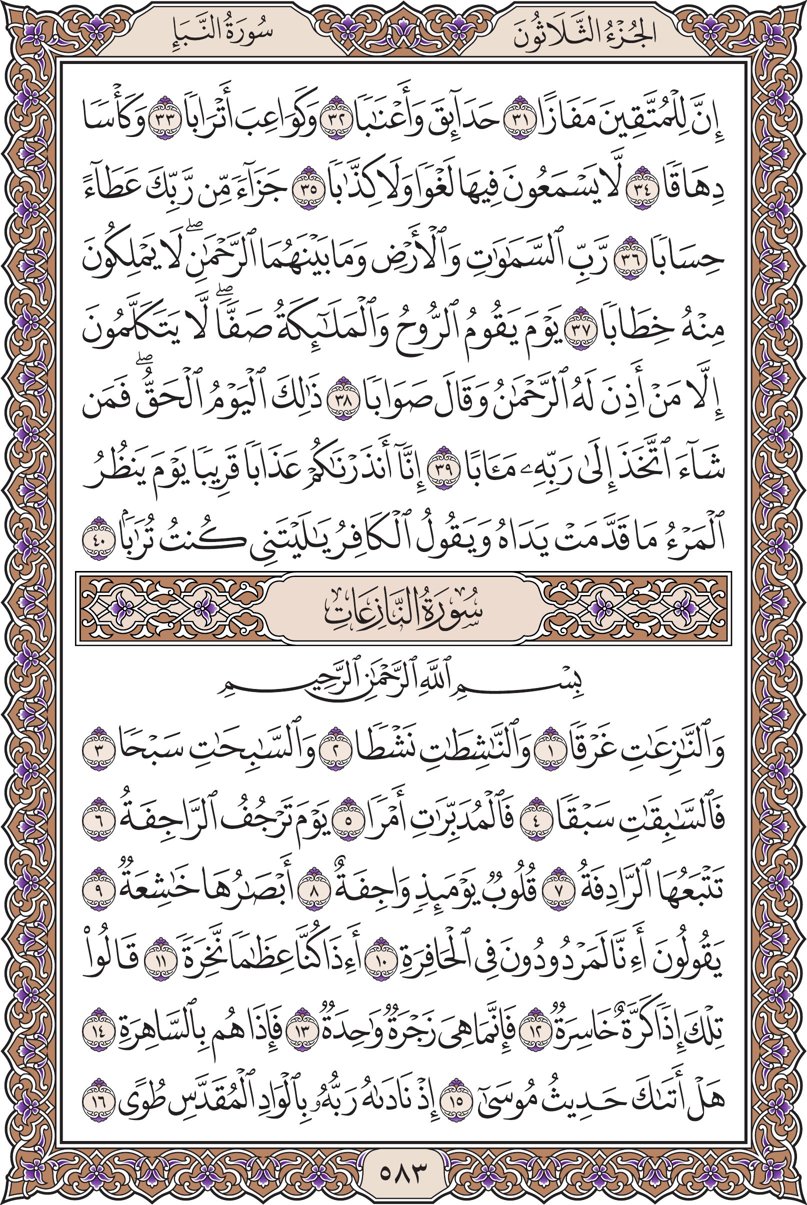 الجُزْءُ الثَّلَاثُونَ
سُورَةُ النَّبَإِ
إِنَّ لِلْمُتَّقِينَ مَفَازًا ٣١ حَدَآئِقَ وَأَعْنَٰبًا ٣٢ وَكَوَاعِبَ أَتْرَابًا ٣٣ وَكَأْسًا
دِهَاقًا ٣٤ لَّا يَسْمَعُونَ فِيهَا لَغْوًا وَلَا كِذَّٰبًا ٣٥ جَزَآءً مِّن رَّبِّكَ عَطَآءً
حِسَابًا ٣٦ رَّبِّ ٱلسَّمَٰوَٰتِ وَٱلْأَرْضِ وَمَا بَيْنَهُمَا ٱلرَّحْمَٰنِۖ لَا يَمْلِكُونَ
مِنْهُ خِطَابًا ٣٧ يَوْمَ يَقُومُ ٱلرُّوحُ وَٱلْمَلَٰٓئِكَةُ صَفًّاۖ لَّا يَتَكَلَّمُونَ
إِلَّا مَنْ أَذِنَ لَهُ ٱلرَّحْمَٰنُ وَقَالَ صَوَابًا ٣٨ ذَٰلِكَ ٱلْيَوْمُ ٱلْحَقُّۖ فَمَن
شَآءَ ٱتَّخَذَ إِلَىٰ رَبِّهِۦ مَـَٔابًا ٣٩ إِنَّآ أَنذَرْنَٰكُمْ عَذَابًا قَرِيبًا يَوْمَ يَنظُرُ
ٱلْمَرْءُ مَا قَدَّمَتْ يَدَاهُ وَيَقُولُ ٱلْكَافِرُ يَٰلَيْتَنِى كُنتُ تُرَٰبًۢا ٤٠
سُورَةُ النَّازِعَاتِ
بِسْمِ ٱللَّهِ ٱلرَّحْمَٰنِ ٱلرَّحِيمِ
وَٱلنَّٰزِعَٰتِ غَرْقًا ١ وَٱلنَّٰشِطَٰتِ نَشْطًا ٢ وَٱلسَّٰبِحَٰتِ سَبْحًا ٣
فَٱلسَّٰبِقَٰتِ سَبْقًا ٤ فَٱلْمُدَبِّرَٰتِ أَمْرًا ٥ يَوْمَ تَرْجُفُ ٱلرَّاجِفَةُ ٦
تَتْبَعُهَا ٱلرَّادِفَةُ ٧ قُلُوبٌ يَوْمَئِذٍ وَاجِفَةٌ ٨ أَبْصَٰرُهَا خَٰشِعَةٌ ٩
يَقُولُونَ أَءِنَّا لَمَرْدُودُونَ فِى ٱلْحَافِرَةِ ١٠ أَءِذَا كُنَّا عِظَٰمًا نَّخِرَةً ١١ قَالُوا۟
تِلْكَ إِذًا كَرَّةٌ خَاسِرَةٌ ١٢ فَإِنَّمَا هِىَ زَجْرَةٌ وَٰحِدَةٌ ١٣ فَإِذَا هُم بِٱلسَّاهِرَةِ ١٤
هَلْ أَتَىٰكَ حَدِيثُ مُوسَىٰٓ ١٥ إِذْ نَادَىٰهُ رَبُّهُۥ بِٱلْوَادِ ٱلْمُقَدَّسِ طُوًى ١٦
٥٨٣